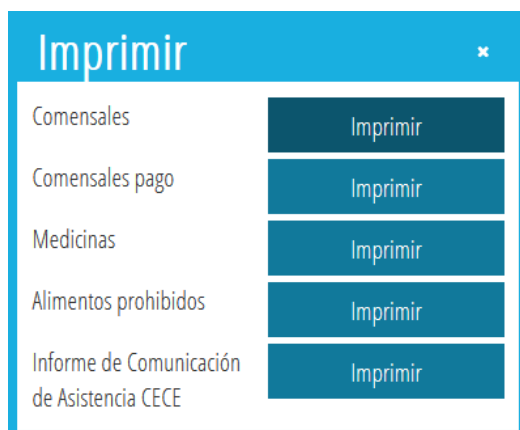 Imprimir ×
Comensales Imprimir
Comensales pago Imprimir
Medicinas Imprimir
Alimentos prohibidos Imprimir
Informe de Comunicación Imprimir
de Asistencia CECE